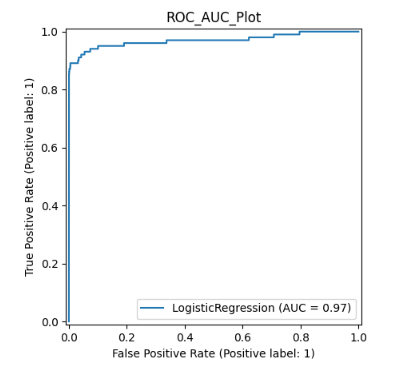 ROC_AUC_Plot
True Positive Rate (Positive label: 1)
1.0
0.8
0.6
0.4
0.2
0.0
LogisticRegression (AUC = 0.97)
0.0 0.2 0.4 0.6 0.8 1.0
False Positive Rate (Positive label: 1)